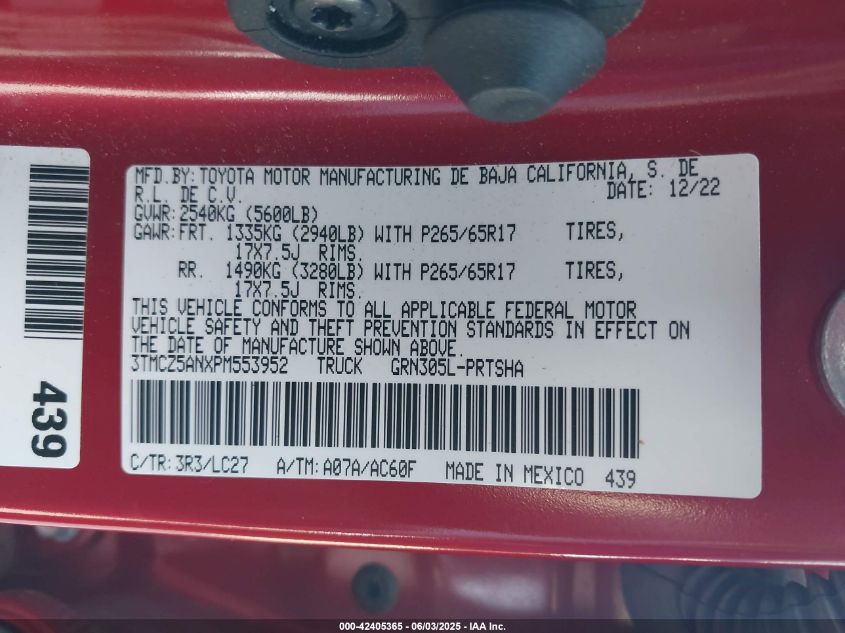 MFD.BY:TOYOTA MOTOR MANUFACTURING DE BAJA CALIFORNIA, S. DE
R.L. DE C.V. DATE: 12/22
GVWR:2540KG (5600LB)
GAWR:FRT. 1335KG (2940LB) WITH P265/65R17 TIRES,
17X7.5J RIMS.
RR. 1490KG (3280LB) WITH P265/65R17 TIRES,
17X7.5J RIMS.
THIS VEHICLE CONFORMS TO ALL APPLICABLE FEDERAL MOTOR
VEHICLE SAFETY AND THEFT PREVENTION STANDARDS IN EFFECT ON
THE DATE OF MANUFACTURE SHOWN ABOVE.
3TMCZ5ANXPM553952 TRUCK GRN305L-PRTSHA
C/TR:3R3/LC27 A/TM:A07A/AC60F MADE IN MEXICO 439
439
000-42405365 - 06/03/2025 - IAA Inc.